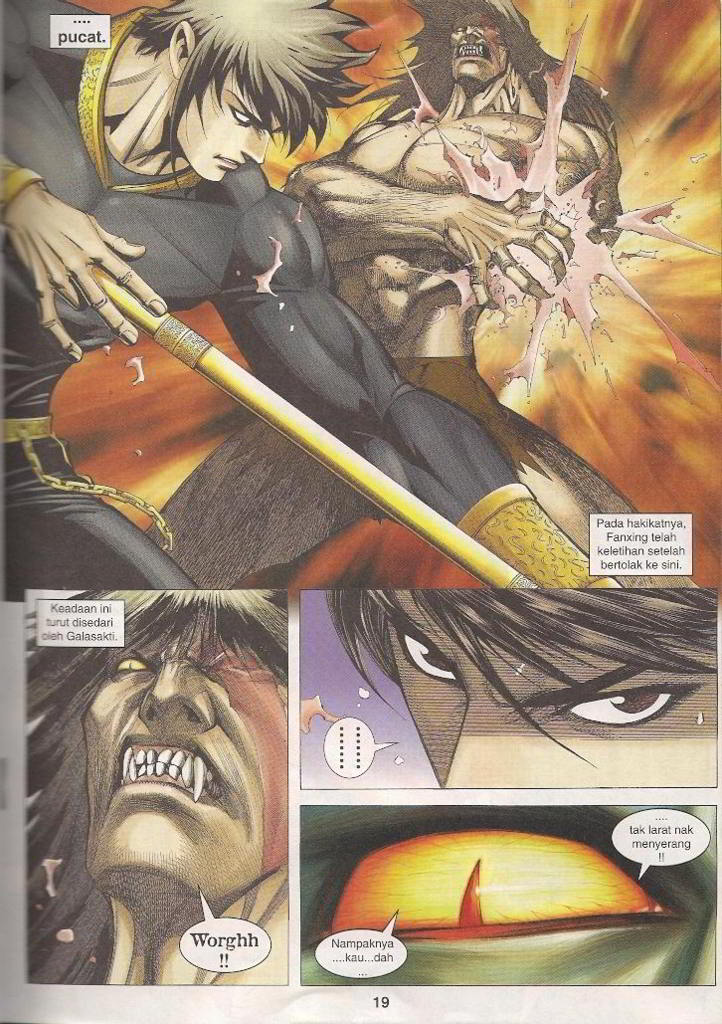 ....
pucat.
Pada hakikatnya,
Fanxing telah
keletihan setelah
bertolak ke sini.
Keadaan ini
turut disedari
oleh Galasakti.
Worghh
!!
Nampaknya
....kau...dah
...
....
tak larat nak
menyerang
!!
19